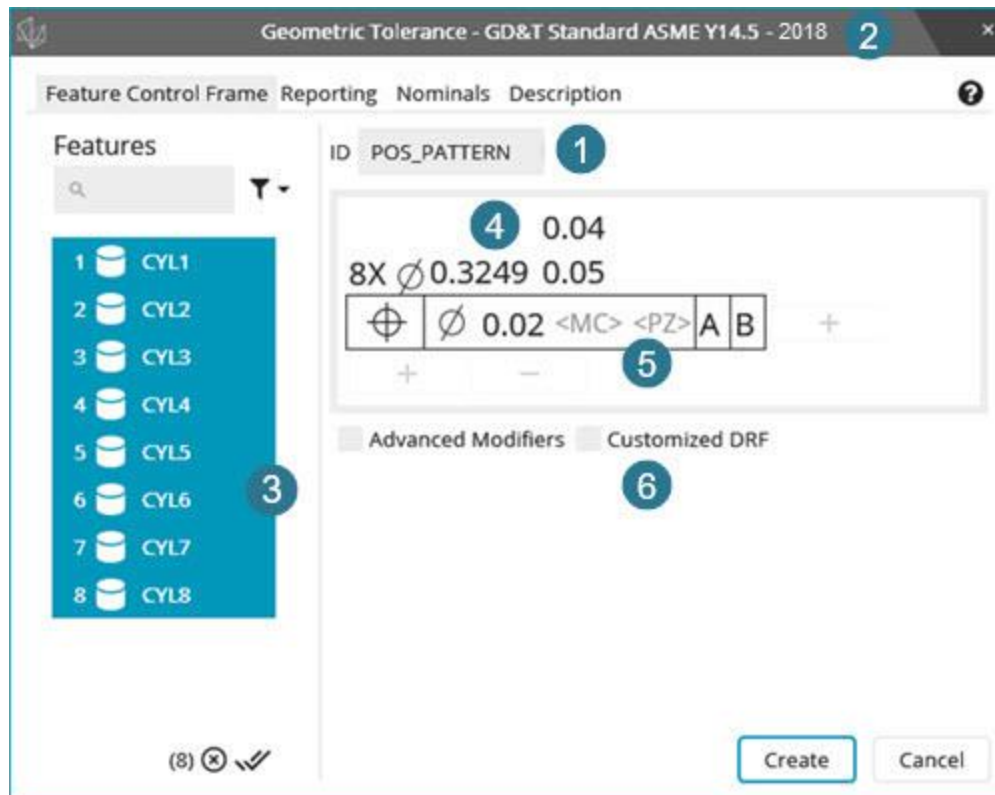 Geometric Tolerance - GD&T Standard ASME Y14.5 - 2018 2 ×
Feature Control Frame Reporting Nominals Description ?
Features
ID POS_PATTERN 1
4 0.04
8X ∅ 0.3249 0.05
⌖ ∅ 0.02 <MC> <PZ> A B +
5
+ −
Advanced Modifiers Customized DRF
6
1 CYL1
2 CYL2
3 CYL3
4 CYL4
5 CYL5
6 CYL6
3
7 CYL7
8 CYL8
(8)
Create Cancel